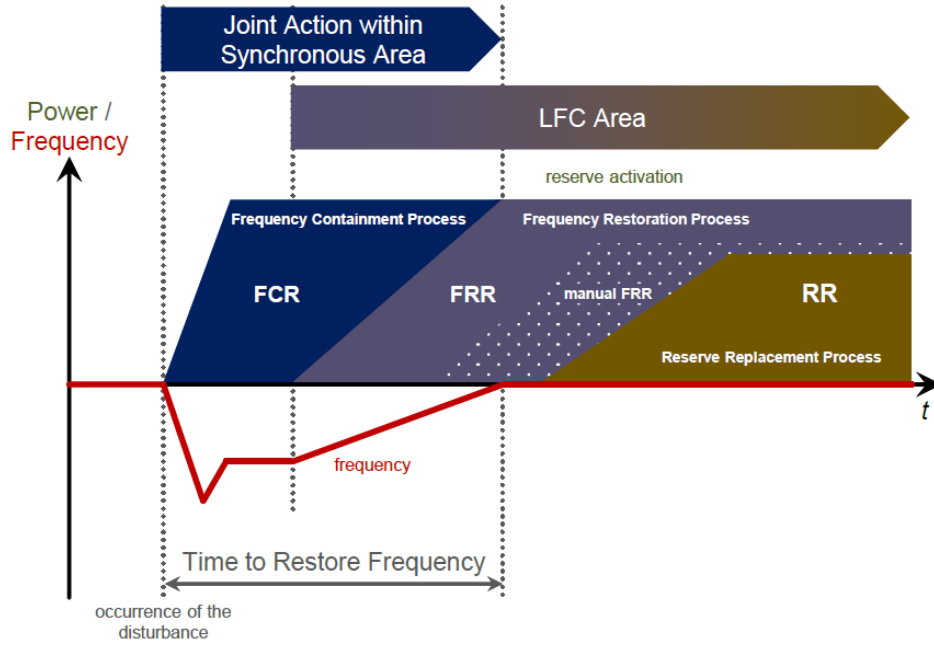 Joint Action within
Synchronous Area
LFC Area
Power /
Frequency
reserve activation
Frequency Containment Process
Frequency Restoration Process
FCR
FRR
manual FRR
RR
Reserve Replacement Process
t
frequency
Time to Restore Frequency
occurrence of the
disturbance